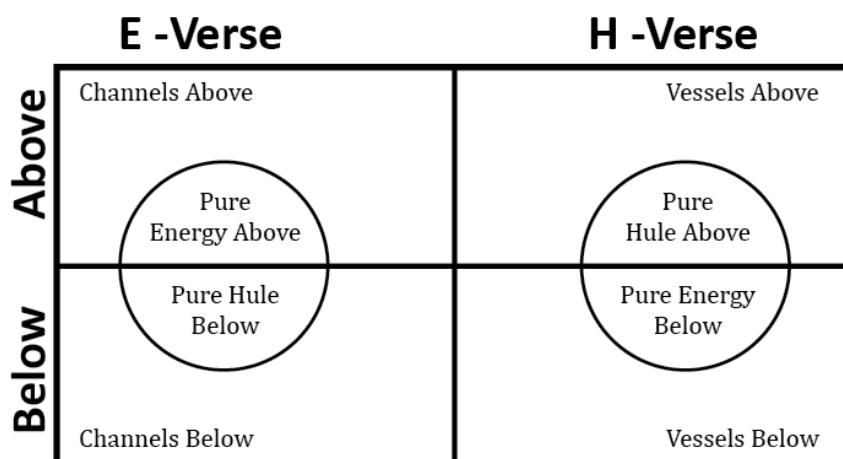 E -Verse
H -Verse
Above
Channels Above
Vessels Above
Pure
Energy Above
Pure
Hule Above
Below
Pure Hule
Below
Pure Energy
Below
Channels Below
Vessels Below